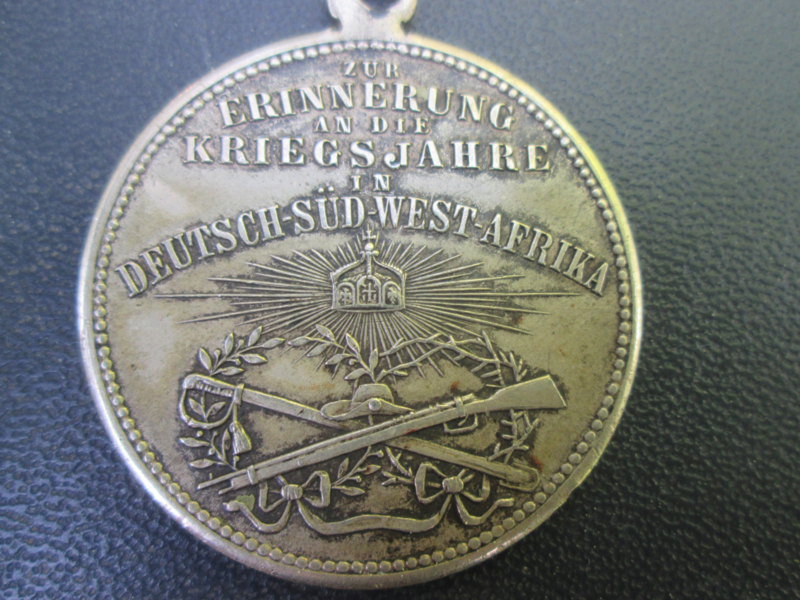 ZUR
ERINNERUNG
AN DIE
KRIEGSJAHRE
IN
DEUTSCH-SÜD-WEST-AFRIKA